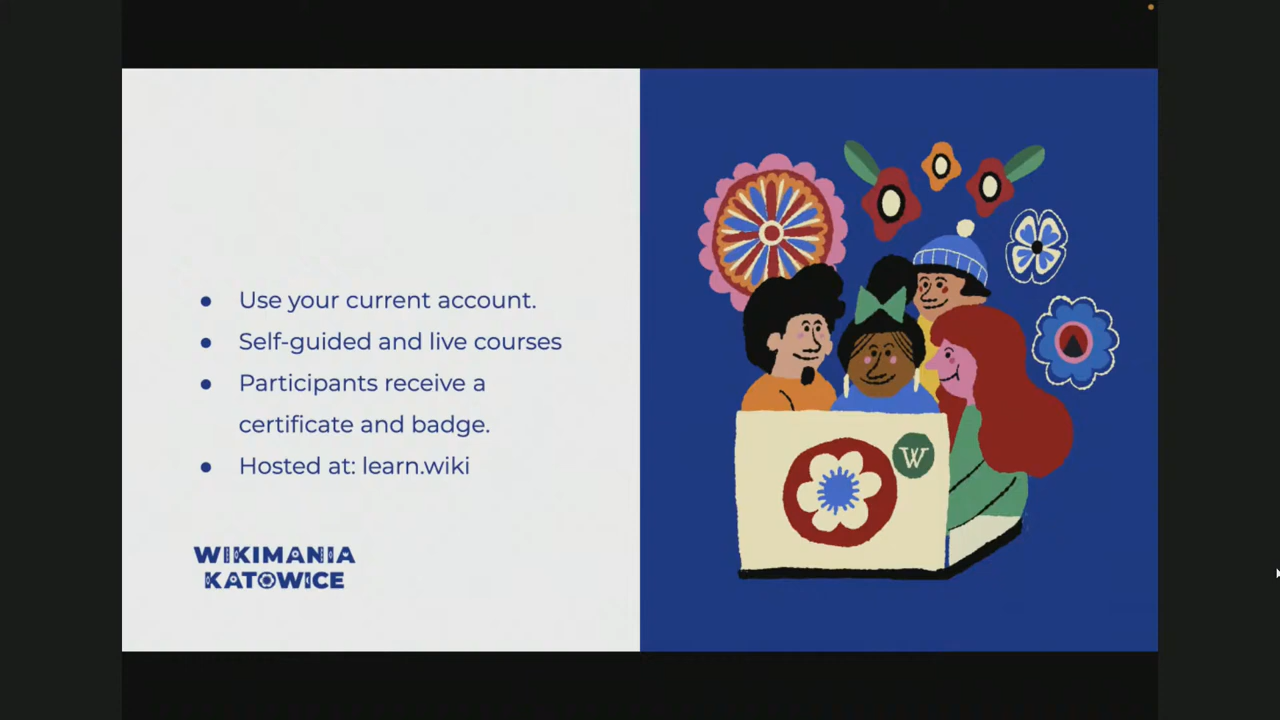 ● Use your current account.
● Self-guided and live courses
● Participants receive a
certificate and badge.
● Hosted at: learn.wiki
WIKIMANIA
KATOWICE
W